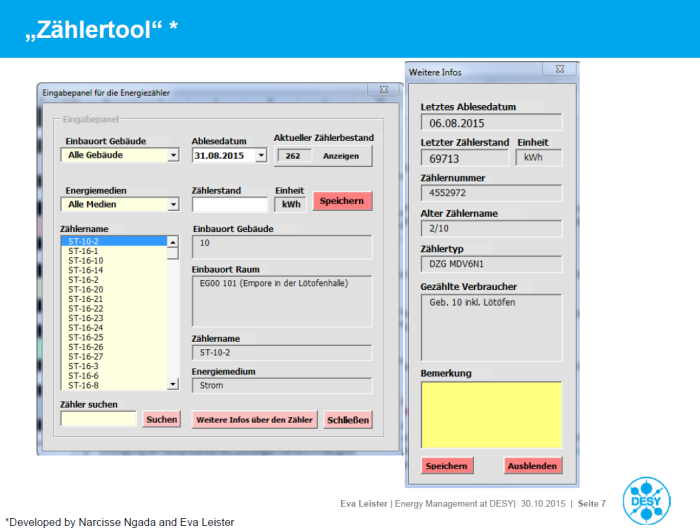 „Zählertool“ *
Eingabepanel für die Energiezähler
Eingabepanel
Einbauort Gebäude
Alle Gebäude
Ablesedatum
31.08.2015
Aktueller Zählerbestand
262 Anzeigen
Energiemedien
Alle Medien
Zählerstand
Einheit
kWh
Speichern
Zählername
ST-10-2
ST-16-1
ST-16-10
ST-16-14
ST-16-2
ST-16-20
ST-16-21
ST-16-22
ST-16-23
ST-16-24
ST-16-25
ST-16-26
ST-16-27
ST-16-3
ST-16-6
ST-16-8
Einbauort Gebäude
10
Einbauort Raum
EG00 101 (Empore in der Lötofenhalle)
Zählername
ST-10-2
Energiemedium
Strom
Zähler suchen
Suchen
Weitere Infos über den Zähler
Schließen
Weitere Infos
Letztes Ablesedatum
06.08.2015
Letzter Zählerstand Einheit
69713 kWh
Zählernummer
4552972
Alter Zählername
2/10
Zählertyp
DZG MDV6N1
Gezählte Verbraucher
Geb. 10 inkl. Lötöfen
Bemerkung
Speichern
Ausblenden
Eva Leister | Energy Management at DESY| 30.10.2015 | Seite 7
DESY
*Developed by Narcisse Ngada and Eva Leister